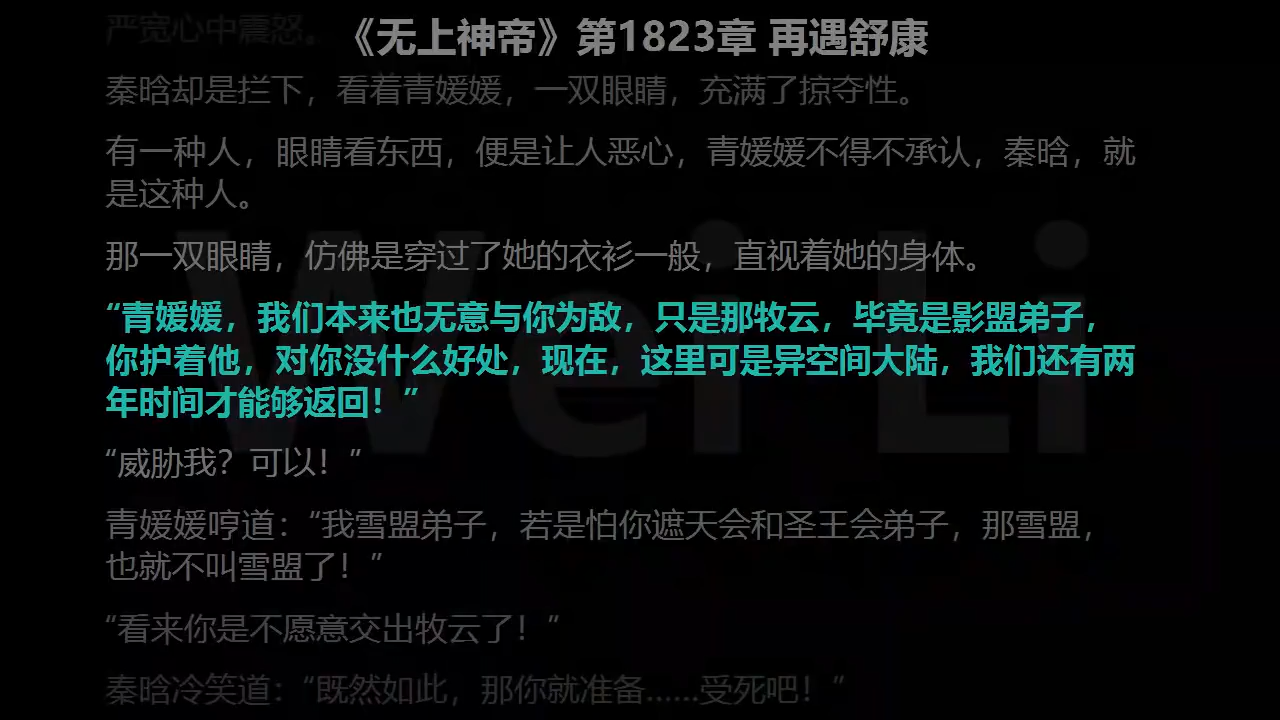 严宽心中震怒。
《无上神帝》第1823章 再遇舒康
秦晗却是拦下，看着青媛媛，一双眼睛，充满了掠夺性。
有一种人，眼睛看东西，便是让人恶心，青媛媛不得不承认，秦晗，就
是这种人。
那一双眼睛，仿佛是穿过了她的衣衫一般，直视着她的身体。
“青媛媛，我们本来也无意与你为敌，只是那牧云，毕竟是影盟弟子，
你护着他，对你没什么好处，现在，这里可是异空间大陆，我们还有两
年时间才能够返回！”
“威胁我？可以！”
青媛媛哼道：“我雪盟弟子，若是怕你遮天会和圣王会弟子，那雪盟，
也就不叫雪盟了！”
“看来你是不愿意交出牧云了！”
秦晗冷笑道：“既然如此，那你就准备……受死吧！”
Wei Li